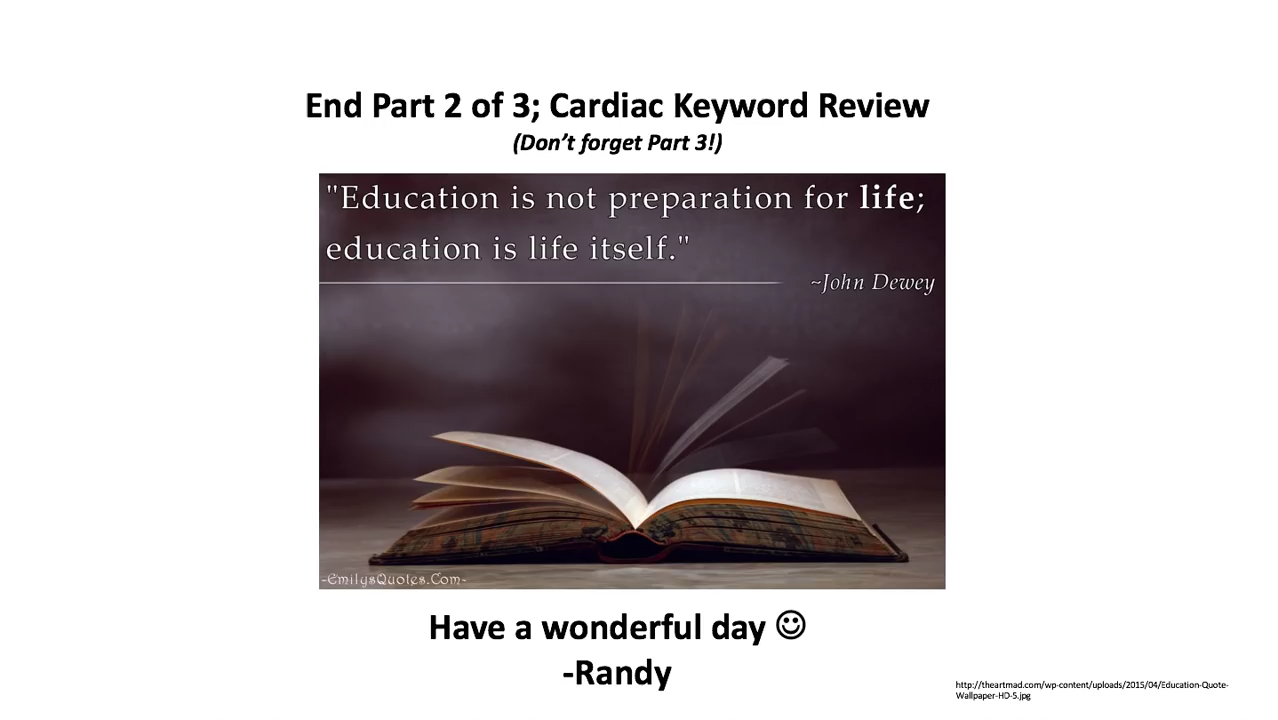 End Part 2 of 3; Cardiac Keyword Review
(Don't forget Part 3!)
"Education is not preparation for life;
education is life itself."
~John Dewey
-EmilysQuotes.Com-
Have a wonderful day ☺
-Randy
http://theartmad.com/wp-content/uploads/2015/04/Education-Quote-
Wallpaper-HD-5.jpg